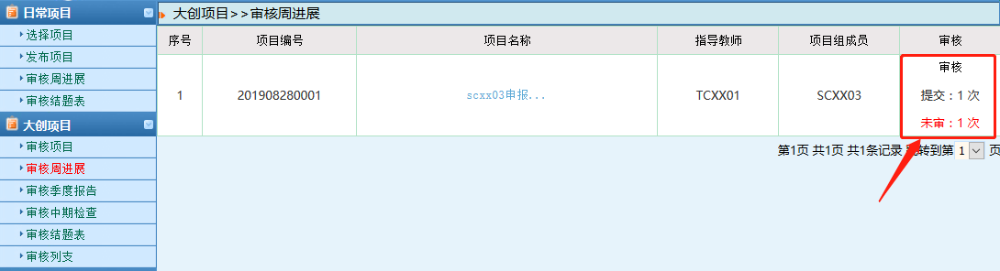 日常项目
选择项目
发布项目
审核周进展
审核结题表
大创项目
审核项目
审核周进展
审核季度报告
审核中期检查
审核结题表
审核列支
大创项目>>审核周进展
序号 项目编号 项目名称 指导教师 项目组成员 审核
1 201908280001 scxx03申报... TCXX01 SCXX03
审核
提交：1 次
未审：1 次
第1页 共1页 共1条记录 跳转到第 1 页